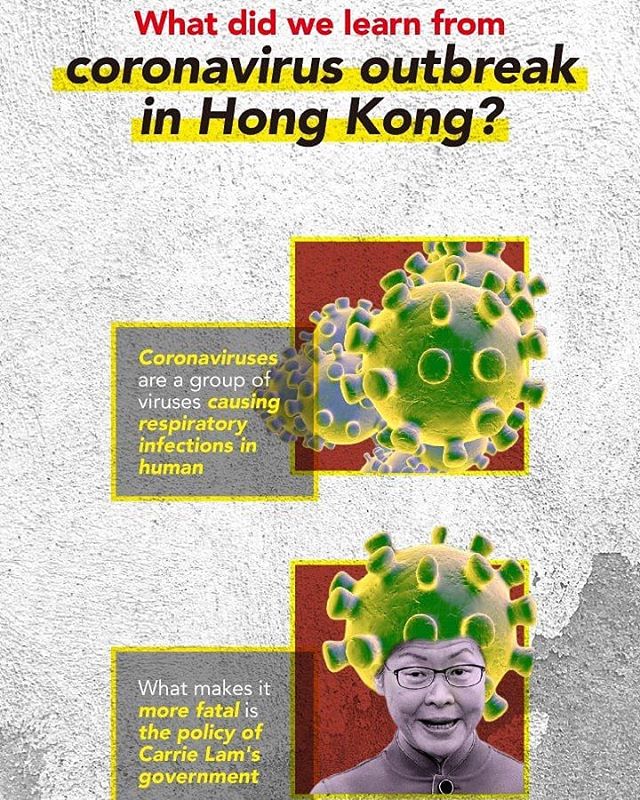 What did we learn from
coronavirus outbreak
in Hong Kong?
Coronaviruses
are a group of
viruses causing
respiratory
infections in
human
What makes it
more fatal is
the policy of
Carrie Lam's
government